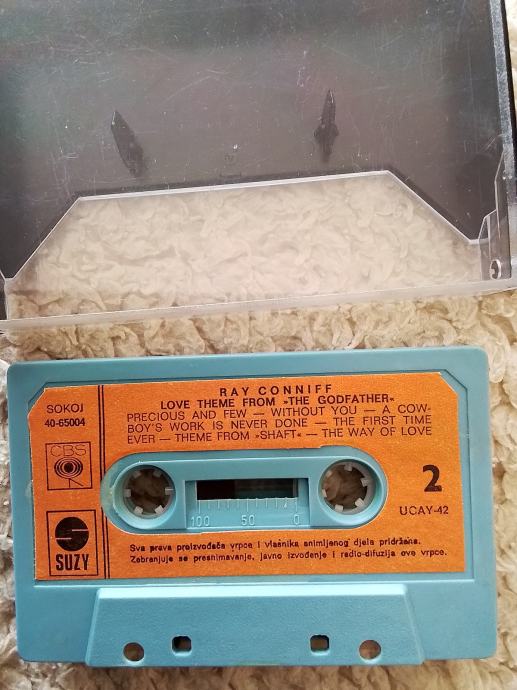 RAY CONNIFF
LOVE THEME FROM »THE GODFATHER«
PRECIOUS AND FEW — WITHOUT YOU — A COW-
BOY'S WORK IS NEVER DONE — THE FIRST TIME
EVER — THEME FROM »SHAFT« — THE WAY OF LOVE
SOKOJ
40-65004
CBS
2
UCAY-42
100 50 0
SUZY
Sva prava proizvođača vrpce i vlasnika snimljenog djela pridržana.
Zabranjuje se presnimavanje, javno izvođenje i radio-difuzija ove vrpce.